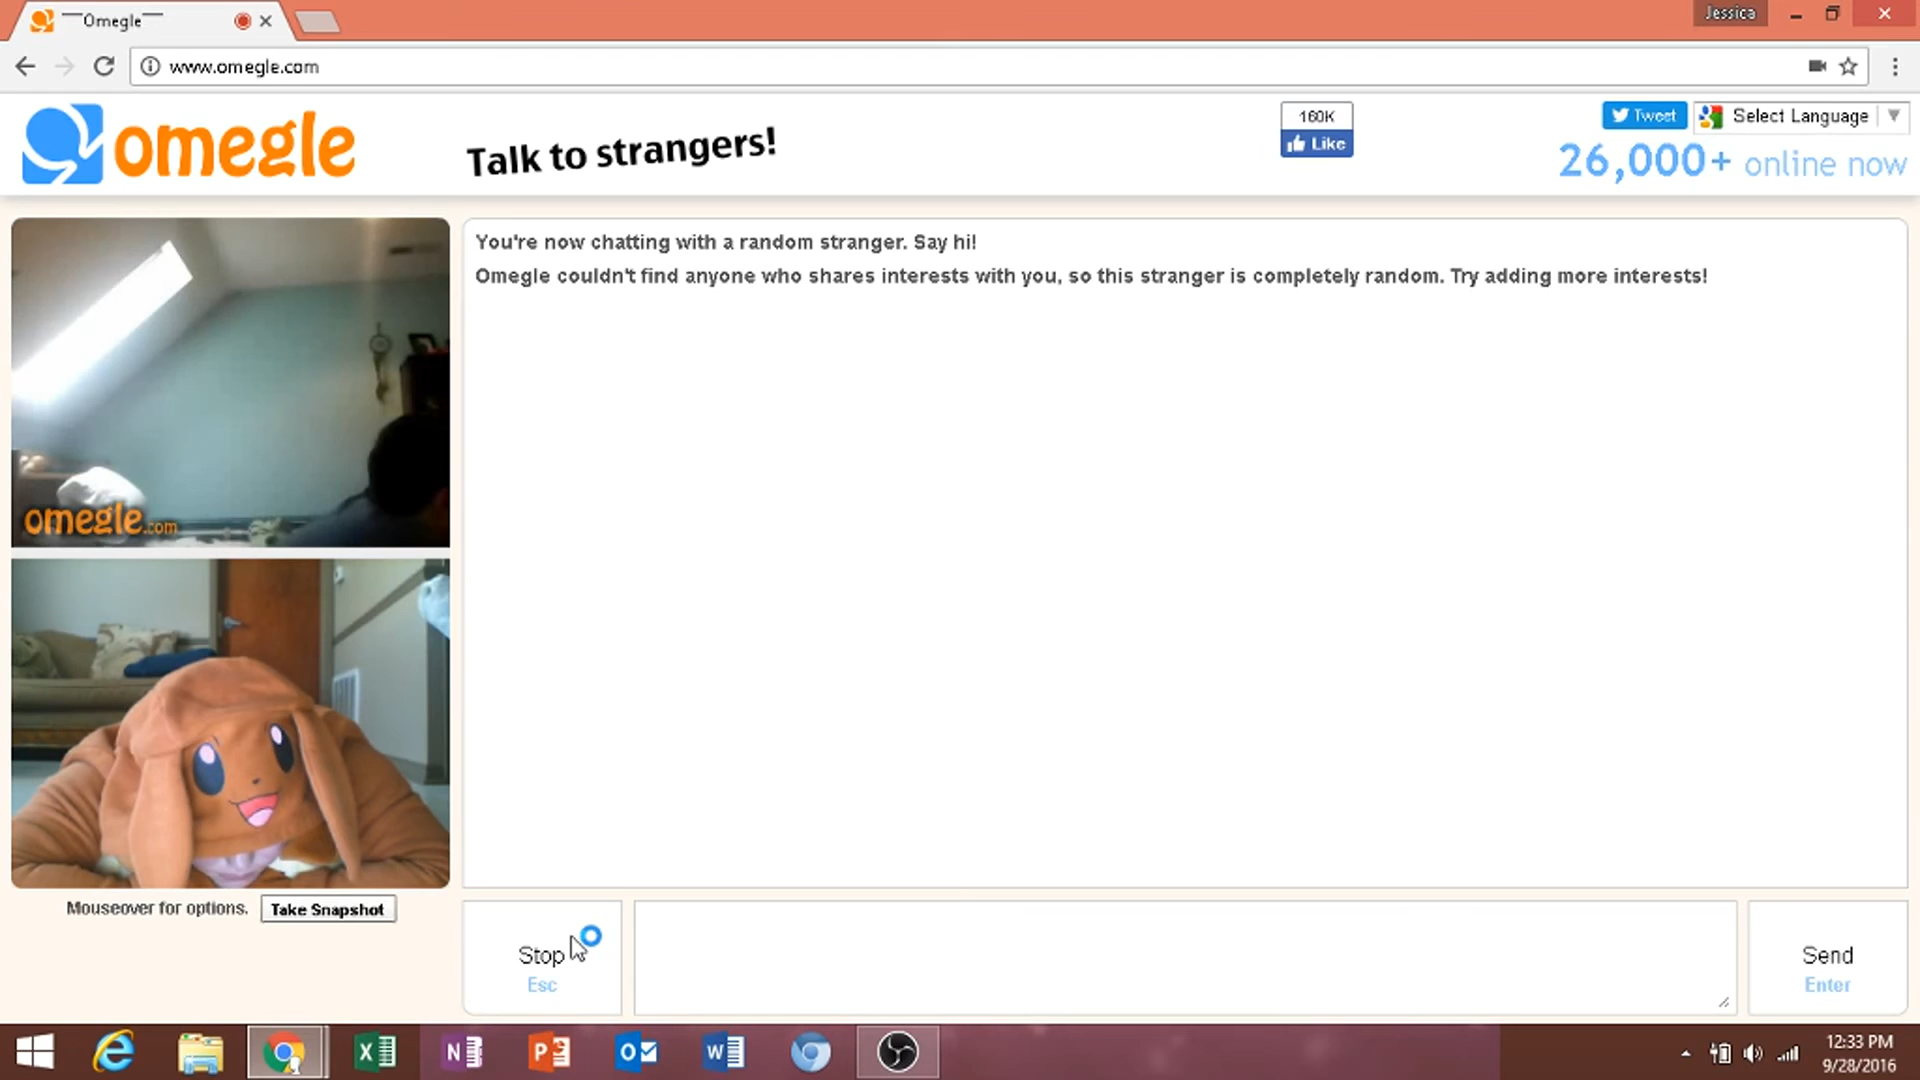 Omegle
Jessica
www.omegle.com
omegle
Talk to strangers!
160K
Like
Tweet
Select Language
26,000+ online now
You're now chatting with a random stranger. Say hi!
Omegle couldn't find anyone who shares interests with you, so this stranger is completely random. Try adding more interests!
omegle.com
Mouseover for options.
Take Snapshot
Stop
Esc
Send
Enter
12:33 PM
9/28/2016